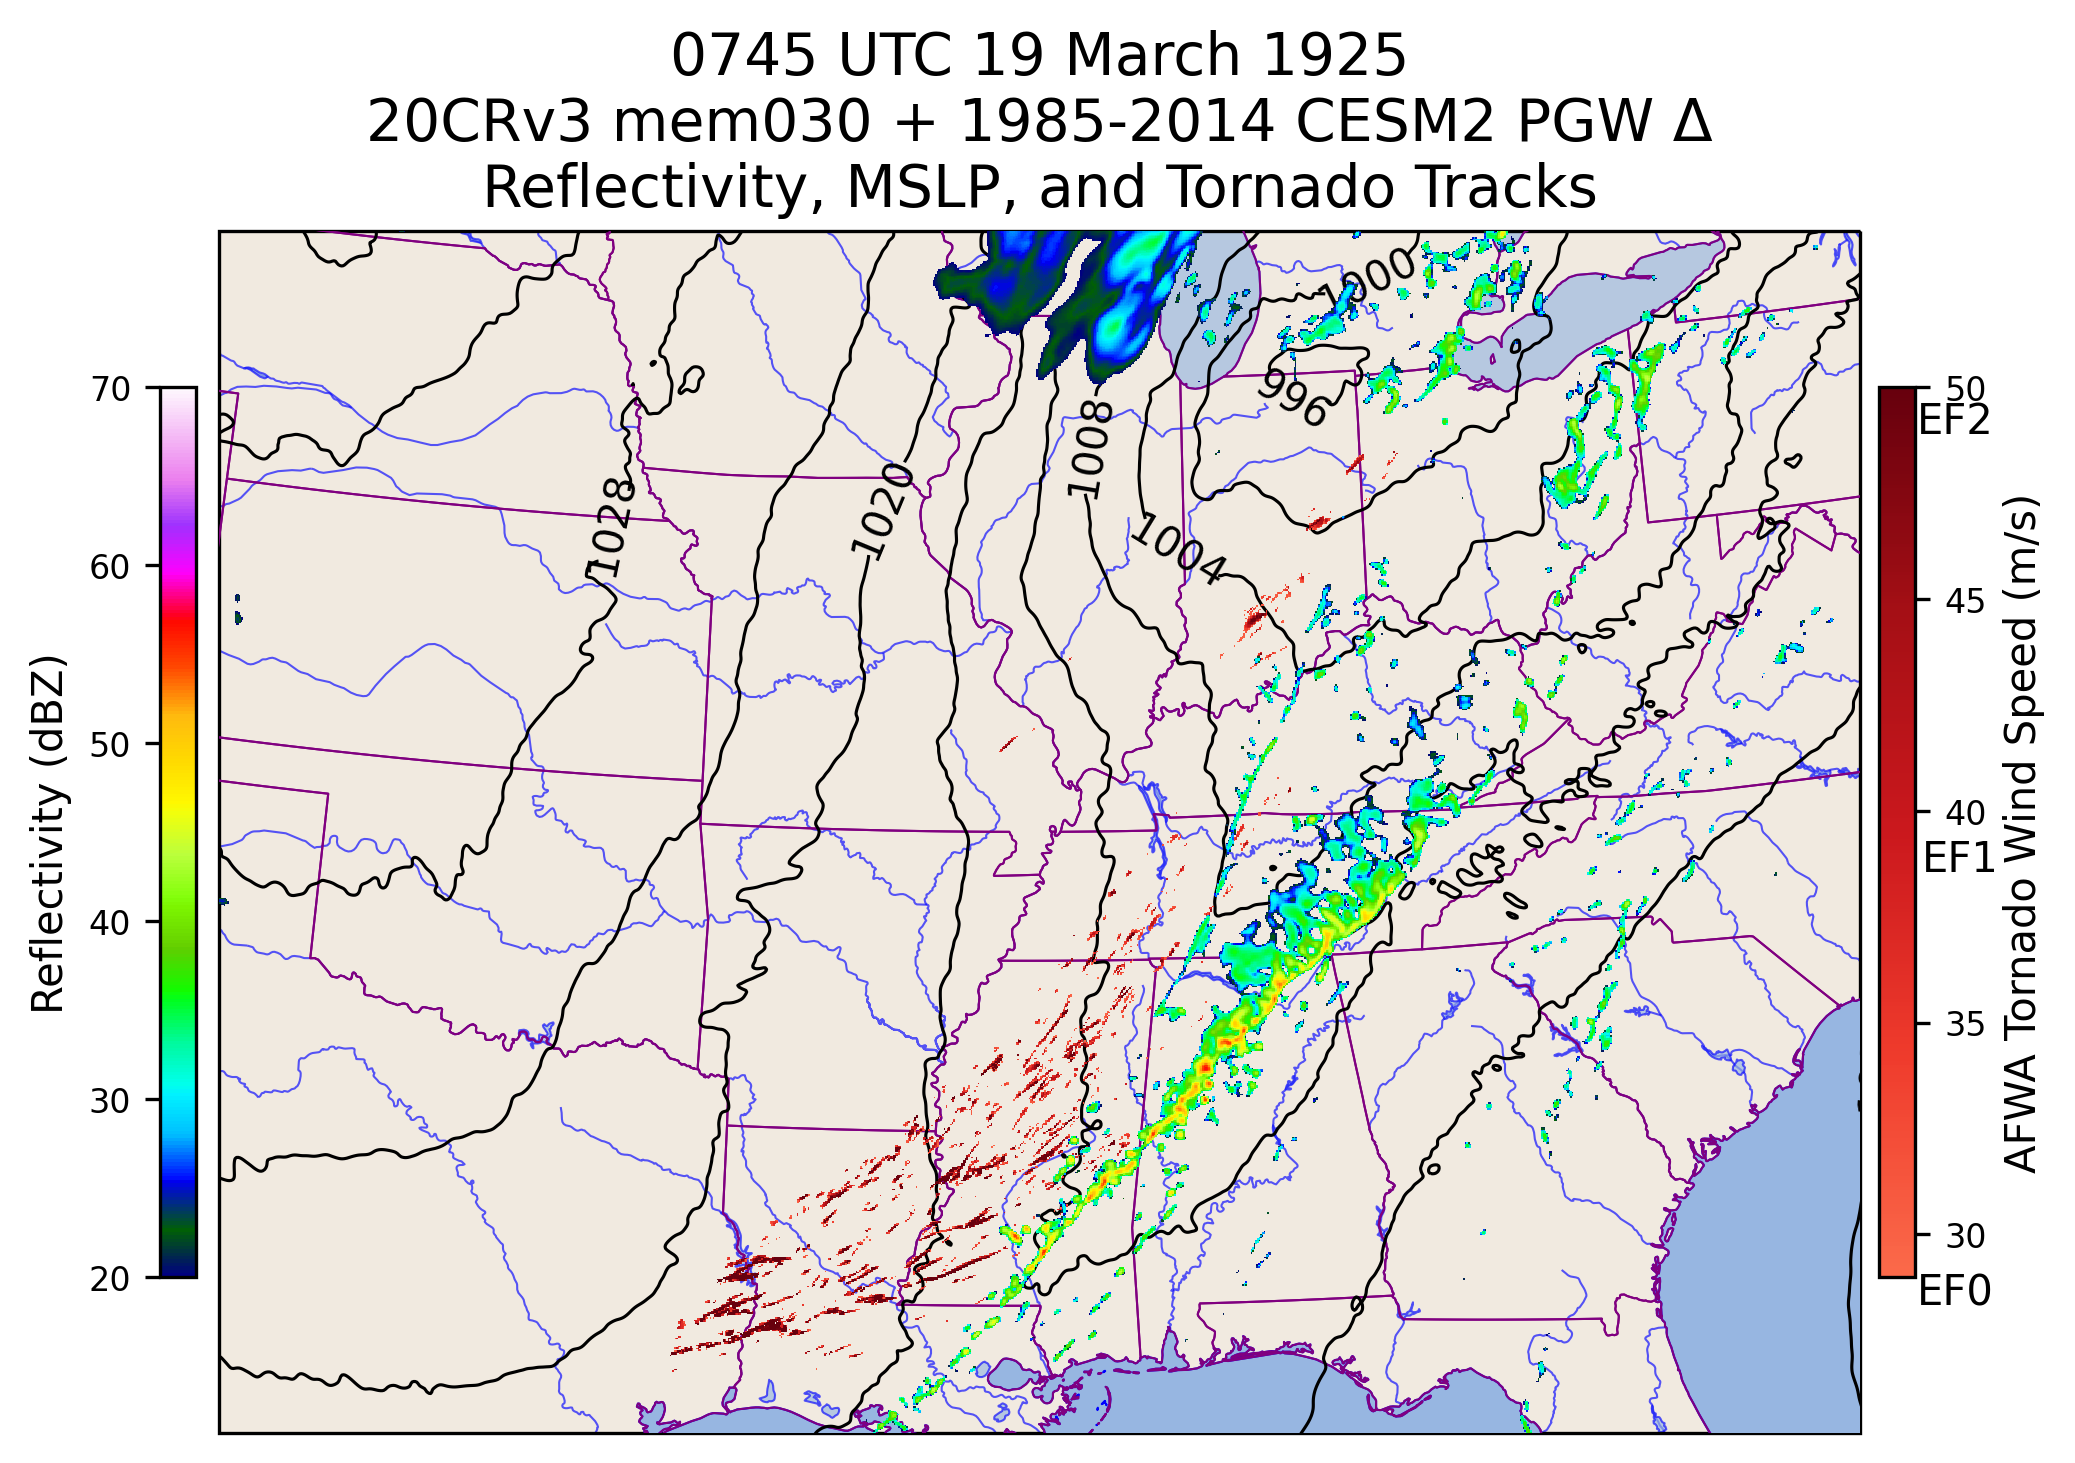 0745 UTC 19 March 1925
20CRv3 mem030 + 1985-2014 CESM2 PGW Δ
Reflectivity, MSLP, and Tornado Tracks
1000
996
1008
1028
1020
1004
70
60
50
40
30
20
Reflectivity (dBZ)
50
EF2
45
40
EF1
35
30
EF0
AFWA Tornado Wind Speed (m/s)